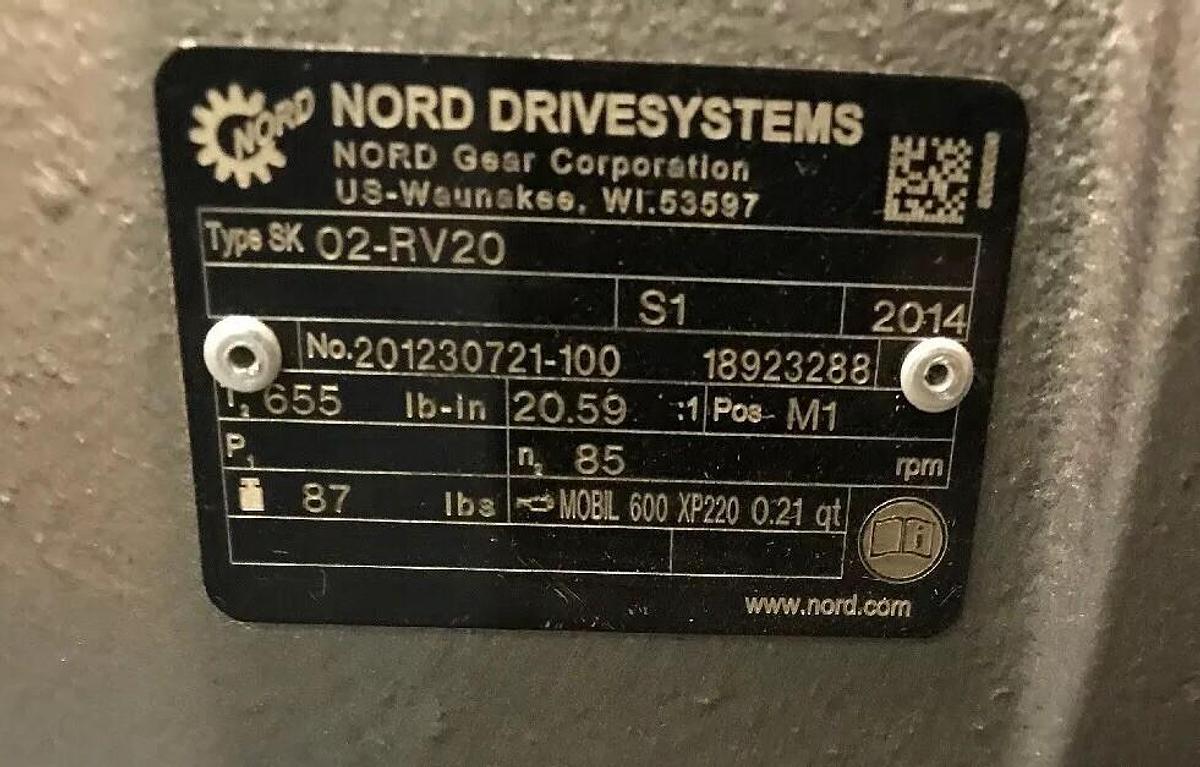 NORD
NORD DRIVESYSTEMS
NORD Gear Corporation
US-Waunakee, WI.53597
Type SK 02-RV20
S1 2014
No.201230721-100 18923288
T₂ 655 lb-in 20.59 :1 Pos M1
P₁ n₂ 85 rpm
87 lbs MOBIL 600 XP220 0.21 qt
www.nord.com